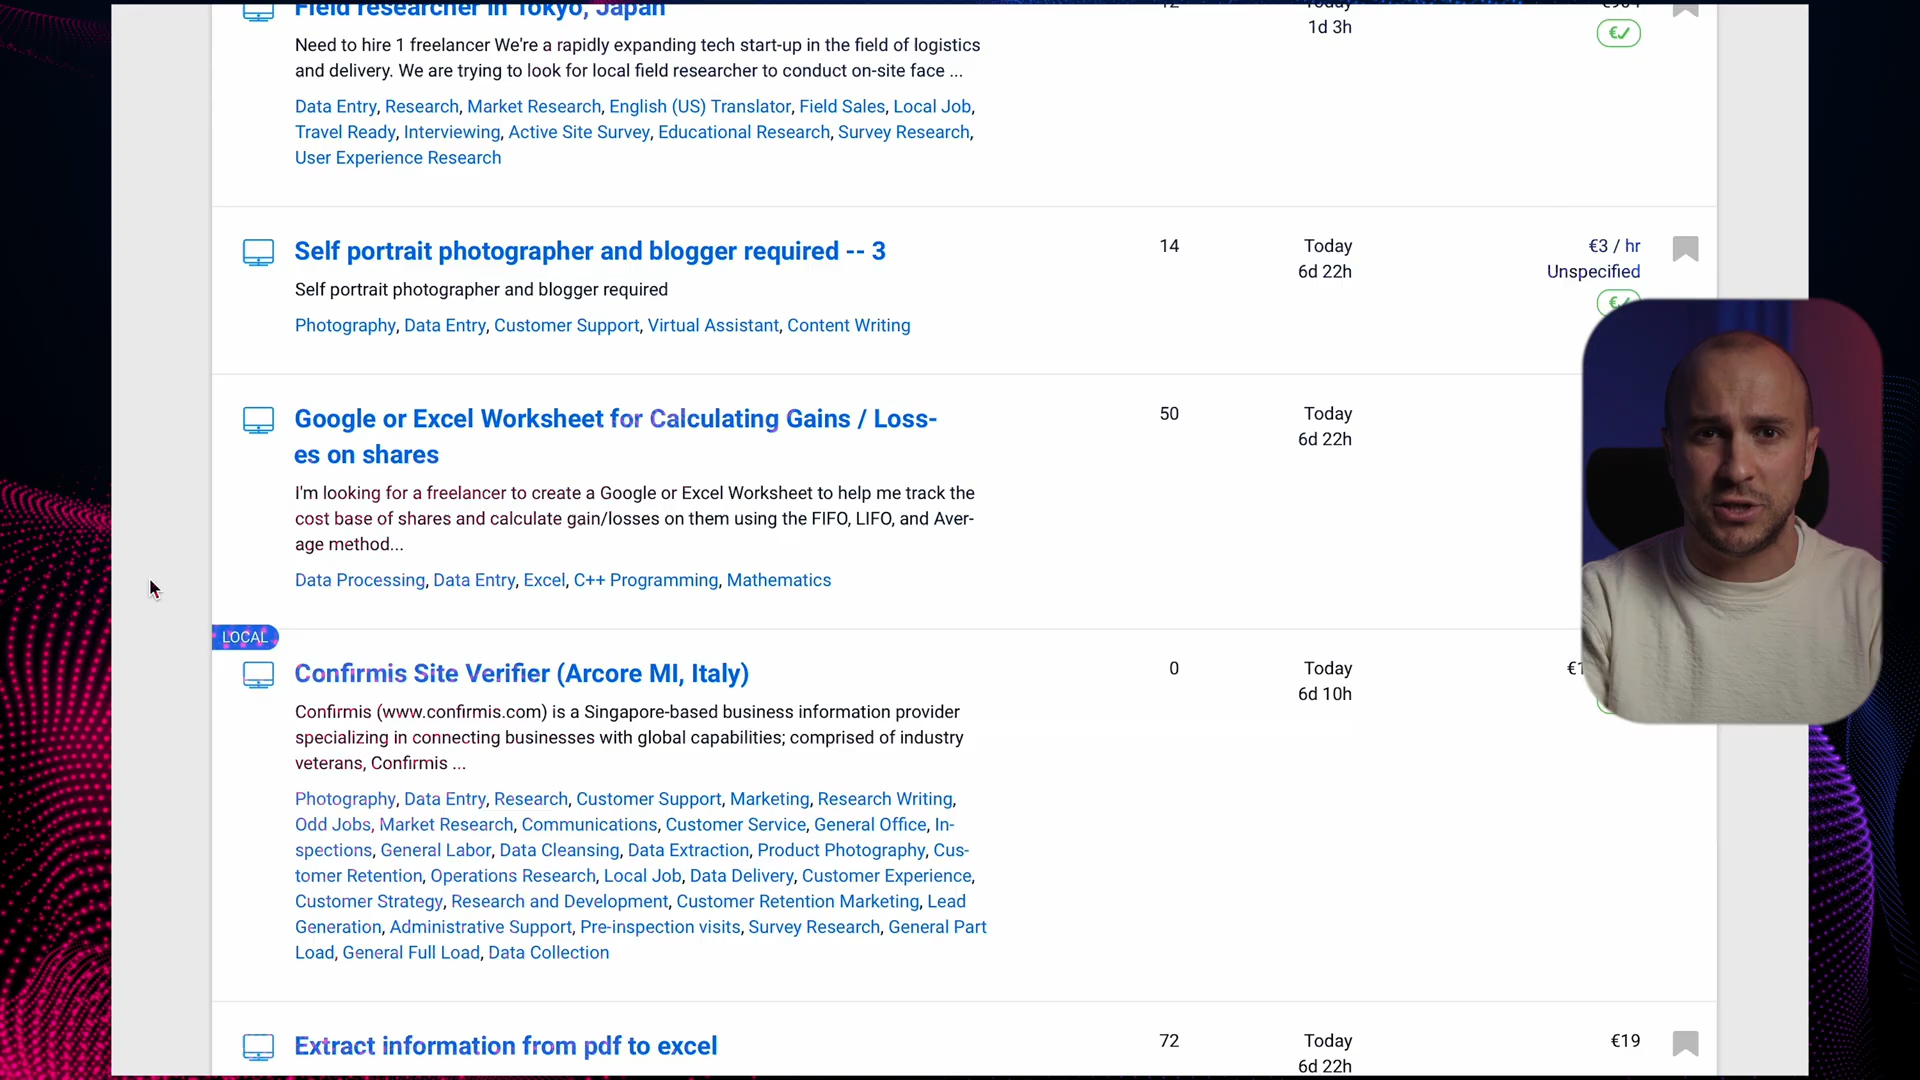 Field researcher in Tokyo, Japan
12
Today
1d 3h
Need to hire 1 freelancer We're a rapidly expanding tech start-up in the field of logistics
and delivery. We are trying to look for local field researcher to conduct on-site face ...
Data Entry, Research, Market Research, English (US) Translator, Field Sales, Local Job,
Travel Ready, Interviewing, Active Site Survey, Educational Research, Survey Research,
User Experience Research
Self portrait photographer and blogger required -- 3
14
Today
6d 22h
€3 / hr
Unspecified
Self portrait photographer and blogger required
Photography, Data Entry, Customer Support, Virtual Assistant, Content Writing
Google or Excel Worksheet for Calculating Gains / Loss-
es on shares
50
Today
6d 22h
I'm looking for a freelancer to create a Google or Excel Worksheet to help me track the
cost base of shares and calculate gain/losses on them using the FIFO, LIFO, and Aver-
age method...
Data Processing, Data Entry, Excel, C++ Programming, Mathematics
LOCAL
Confirmis Site Verifier (Arcore MI, Italy)
0
Today
6d 10h
Confirmis (www.confirmis.com) is a Singapore-based business information provider
specializing in connecting businesses with global capabilities; comprised of industry
veterans, Confirmis ...
Photography, Data Entry, Research, Customer Support, Marketing, Research Writing,
Odd Jobs, Market Research, Communications, Customer Service, General Office, In-
spections, General Labor, Data Cleansing, Data Extraction, Product Photography, Cus-
tomer Retention, Operations Research, Local Job, Data Delivery, Customer Experience,
Customer Strategy, Research and Development, Customer Retention Marketing, Lead
Generation, Administrative Support, Pre-inspection visits, Survey Research, General Part
Load, General Full Load, Data Collection
Extract information from pdf to excel
72
Today
6d 22h
€19